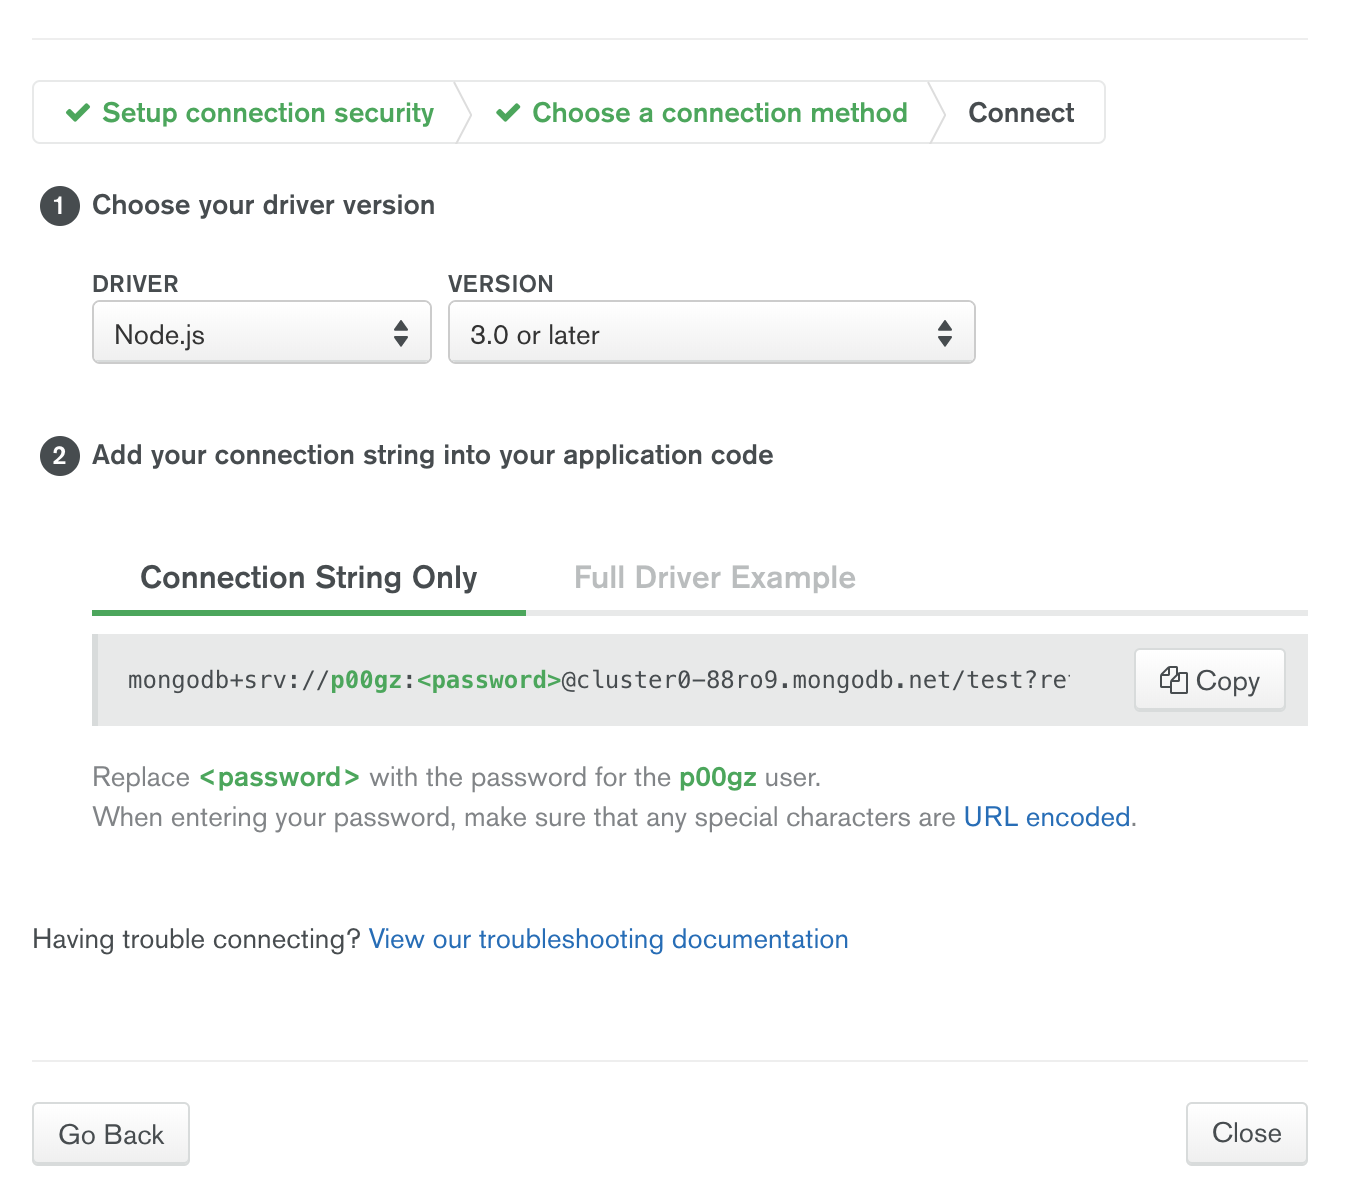 Setup connection security Choose a connection method Connect
1 Choose your driver version
DRIVER VERSION
Node.js 3.0 or later
2 Add your connection string into your application code
Connection String Only Full Driver Example
mongodb+srv://p00gz:<password>@cluster0-88ro9.mongodb.net/test?re Copy
Replace <password> with the password for the p00gz user.
When entering your password, make sure that any special characters are URL encoded.
Having trouble connecting? View our troubleshooting documentation
Go Back Close